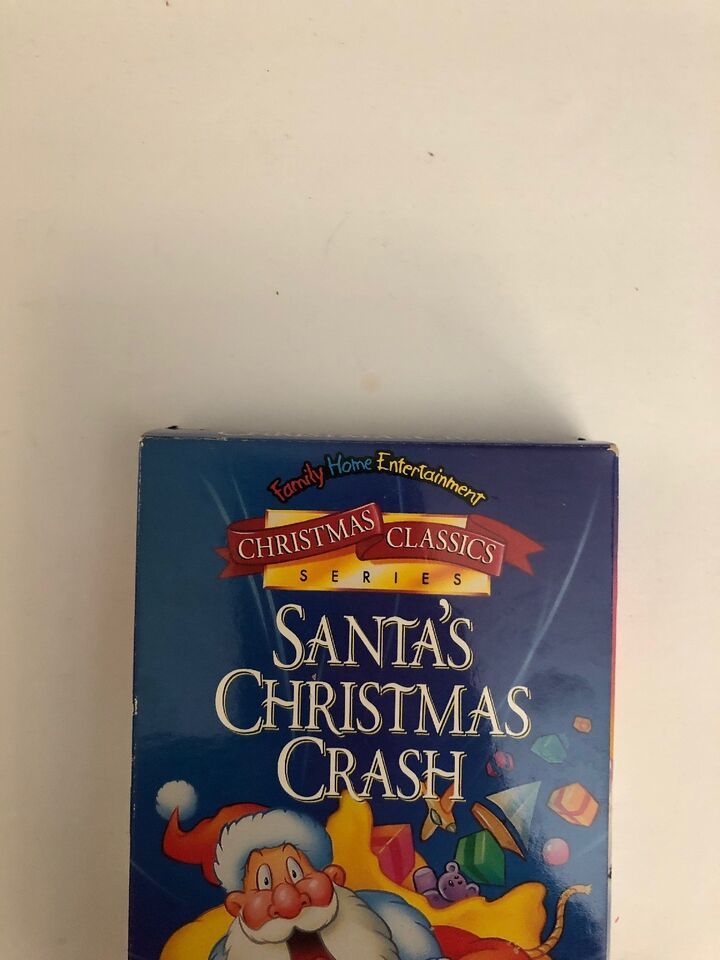 Family Home Entertainment
CHRISTMAS CLASSICS
SERIES
SANTA'S
CHRISTMAS
CRASH